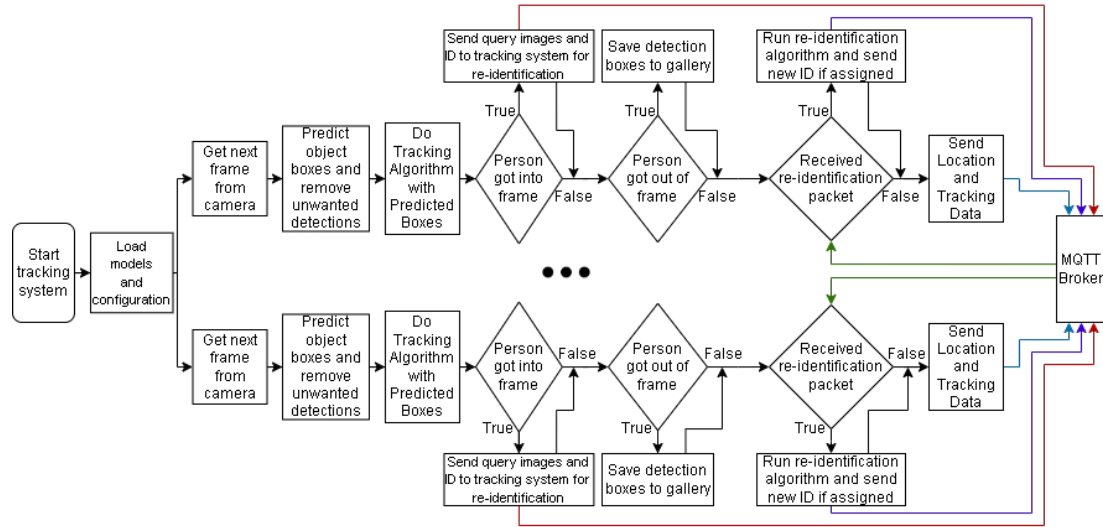 Send query images and
ID to tracking system for
re-identification
Save detection
boxes to gallery
Run re-identification
algorithm and send
new ID if assigned
True
True
True
Get next
frame
from
camera
Predict
object
boxes and
remove
unwanted
detections
Do
Tracking
Algorithm
with
Predicted
Boxes
Person
got into
frame
False
Person
got out of
frame
False
Received
re-identification
packet
False
Send
Location
and
Tracking
Data
Start
tracking
system
Load
models
and
configuration
MQTT
Broker
Get next
frame
from
camera
Predict
object
boxes and
remove
unwanted
detections
Do
Tracking
Algorithm
with
Predicted
Boxes
Person
got into
frame
False
Person
got out of
frame
False
Received
re-identification
packet
False
Send
Location
and
Tracking
Data
True
True
True
Send query images and
ID to tracking system for
re-identification
Save detection
boxes to gallery
Run re-identification
algorithm and send
new ID if assigned